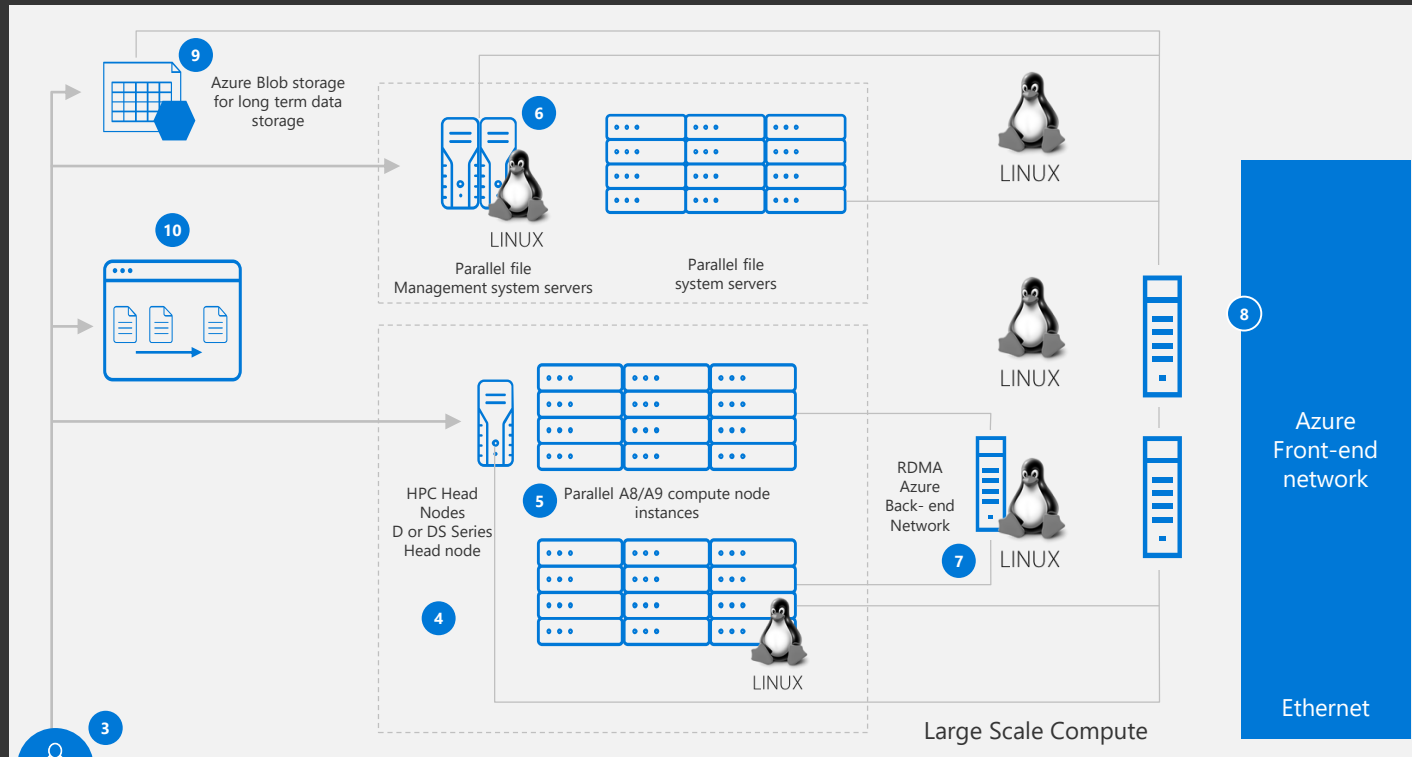 9
Azure Blob storage
for long term data
storage
6
LINUX
Parallel file
Management system servers
Parallel file
system servers
LINUX
10
LINUX
8
Azure
Front-end
network
Ethernet
HPC Head
Nodes
D or DS Series
Head node
5
Parallel A8/A9 compute node
instances
RDMA
Azure
Back- end
Network
7
LINUX
4
LINUX
3
Large Scale Compute